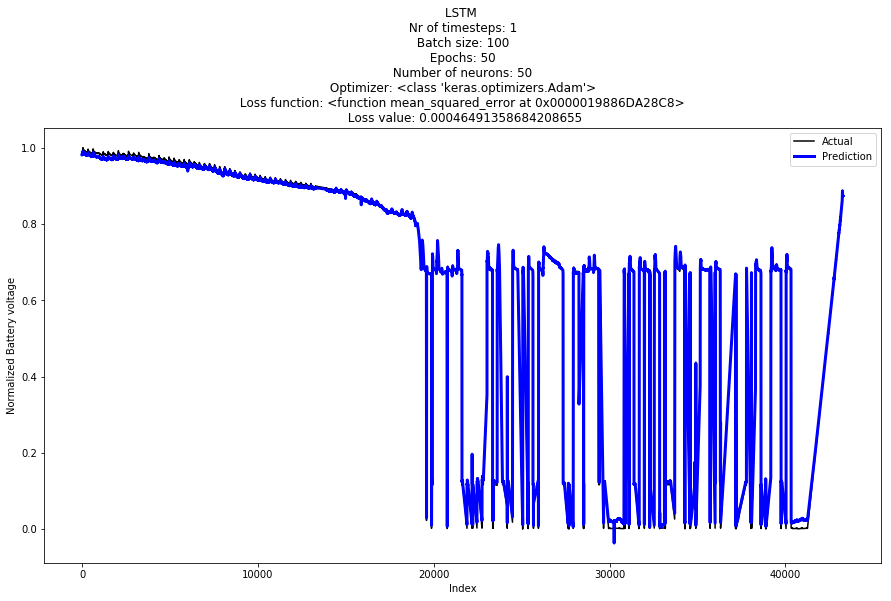 LSTM
Nr of timesteps: 1
Batch size: 100
Epochs: 50
Number of neurons: 50
Optimizer: <class 'keras.optimizers.Adam'>
Loss function: <function mean_squared_error at 0x0000019886DA28C8>
Loss value: 0.00046491358684208655
Actual
Prediction
1.0
0.8
0.6
0.4
0.2
0.0
Normalized Battery voltage
0 10000 20000 30000 40000
Index